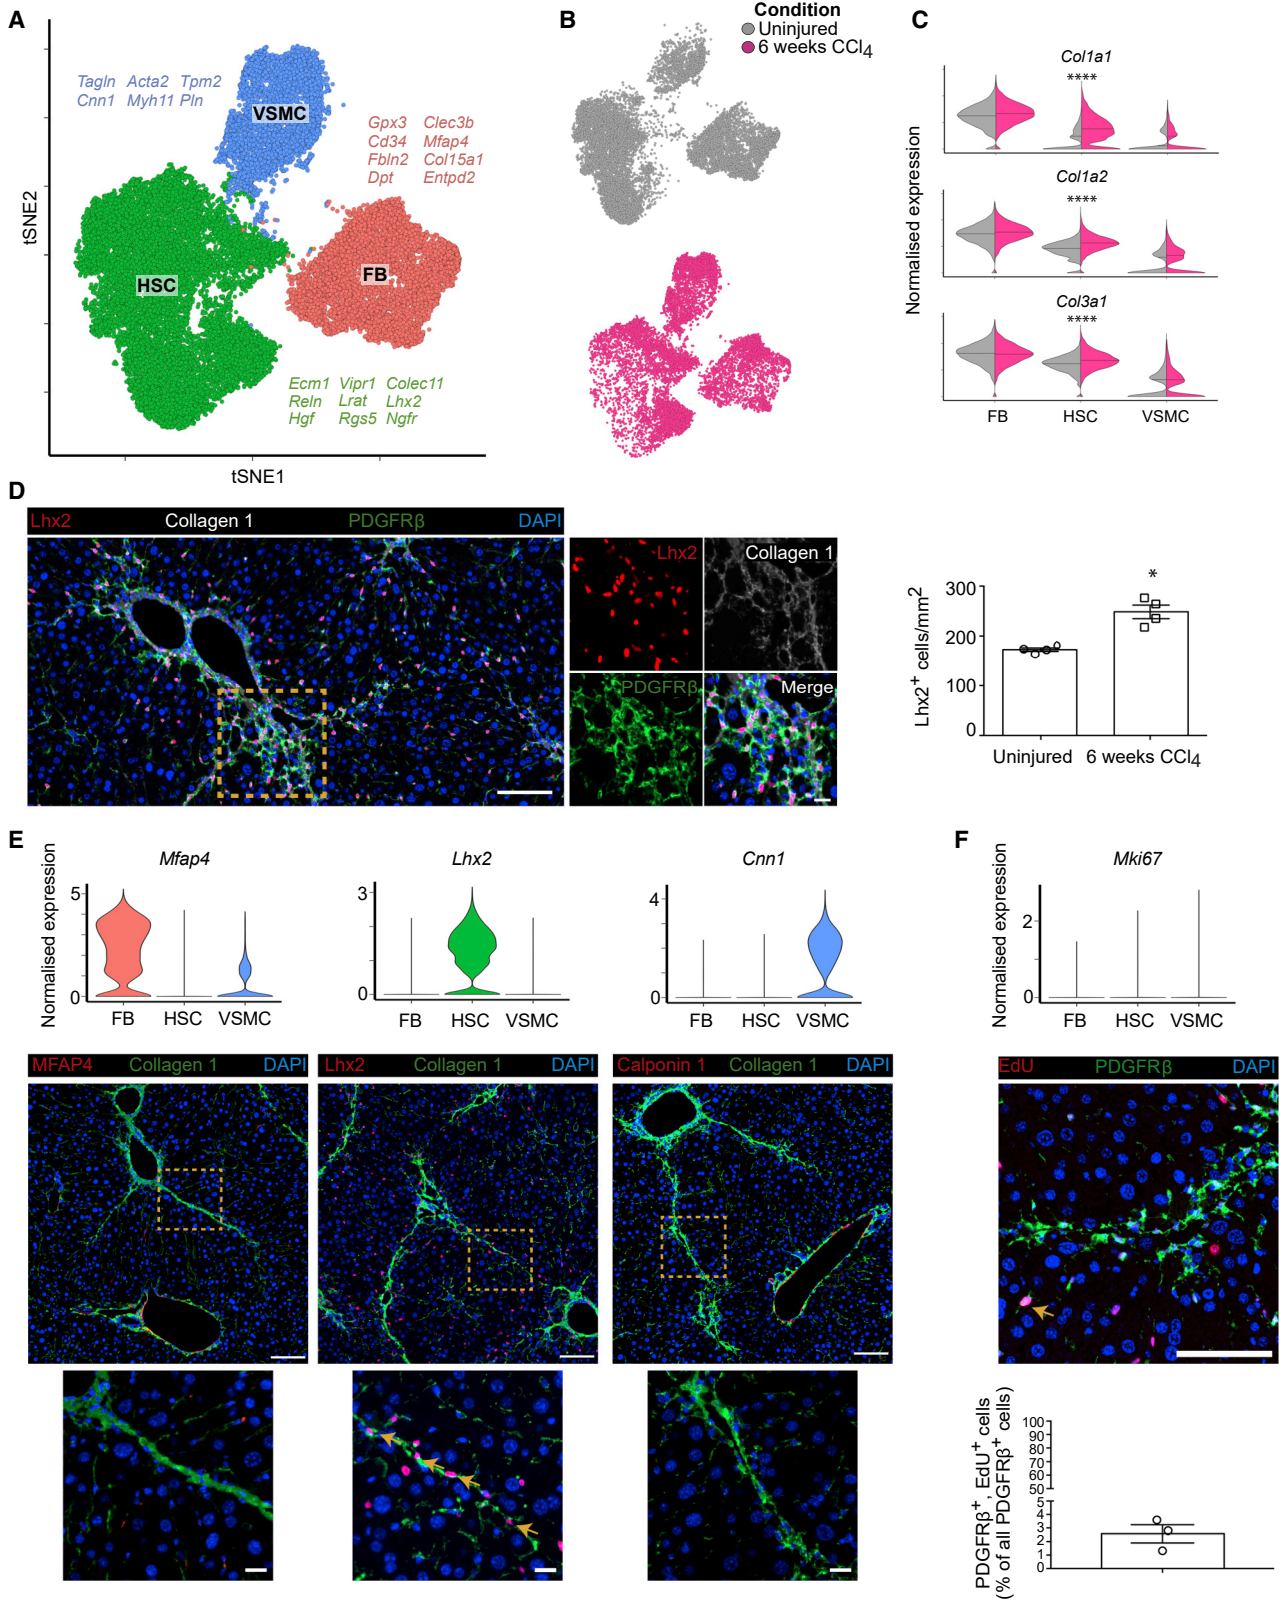 A
Tagln Acta2 Tpm2
Cnn1 Myh11 Pln
VSMC
Gpx3 Clec3b
Cd34 Mfap4
Fbln2 Col15a1
Dpt Entpd2
HSC
FB
Ecm1 Vipr1 Colec11
Reln Lrat Lhx2
Hgf Rgs5 Ngfr
tSNE2
tSNE1
B
Condition
Uninjured
6 weeks CCl4
C
Normalised expression
Col1a1
****
Col1a2
****
Col3a1
****
FB HSC VSMC
D
Lhx2 Collagen 1 PDGFRβ DAPI
Lhx2 Collagen 1
PDGFRβ Merge
Lhx2+ cells/mm2
300
200
100
0
*
Uninjured 6 weeks CCl4
E
Normalised expression
Mfap4
5
0
FB HSC VSMC
Lhx2
3
0
FB HSC VSMC
Cnn1
4
0
FB HSC VSMC
MFAP4 Collagen 1 DAPI
Lhx2 Collagen 1 DAPI
Calponin 1 Collagen 1 DAPI
F
Normalised expression
Mki67
2
0
FB HSC VSMC
EdU PDGFRβ DAPI
PDGFRβ+, EdU+ cells
(% of all PDGFRβ+ cells)
100
90
80
70
60
50
5
4
3
2
1
0